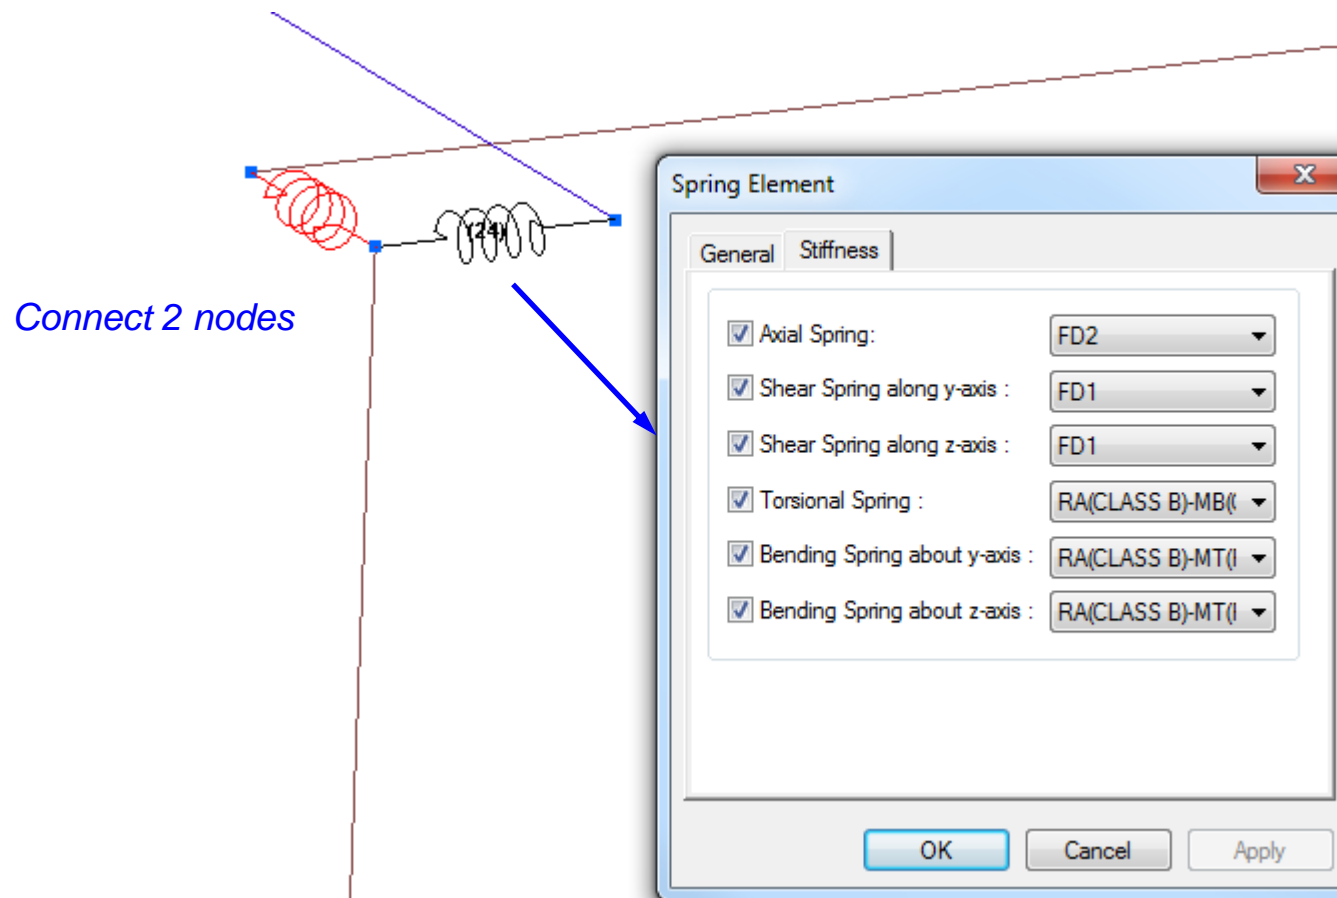 (24)
Connect 2 nodes
Spring Element
General Stiffness
Axial Spring: FD2
Shear Spring along y-axis : FD1
Shear Spring along z-axis : FD1
Torsional Spring : RA(CLASS B)-MB(
Bending Spring about y-axis : RA(CLASS B)-MT(
Bending Spring about z-axis : RA(CLASS B)-MT(
OK Cancel Apply